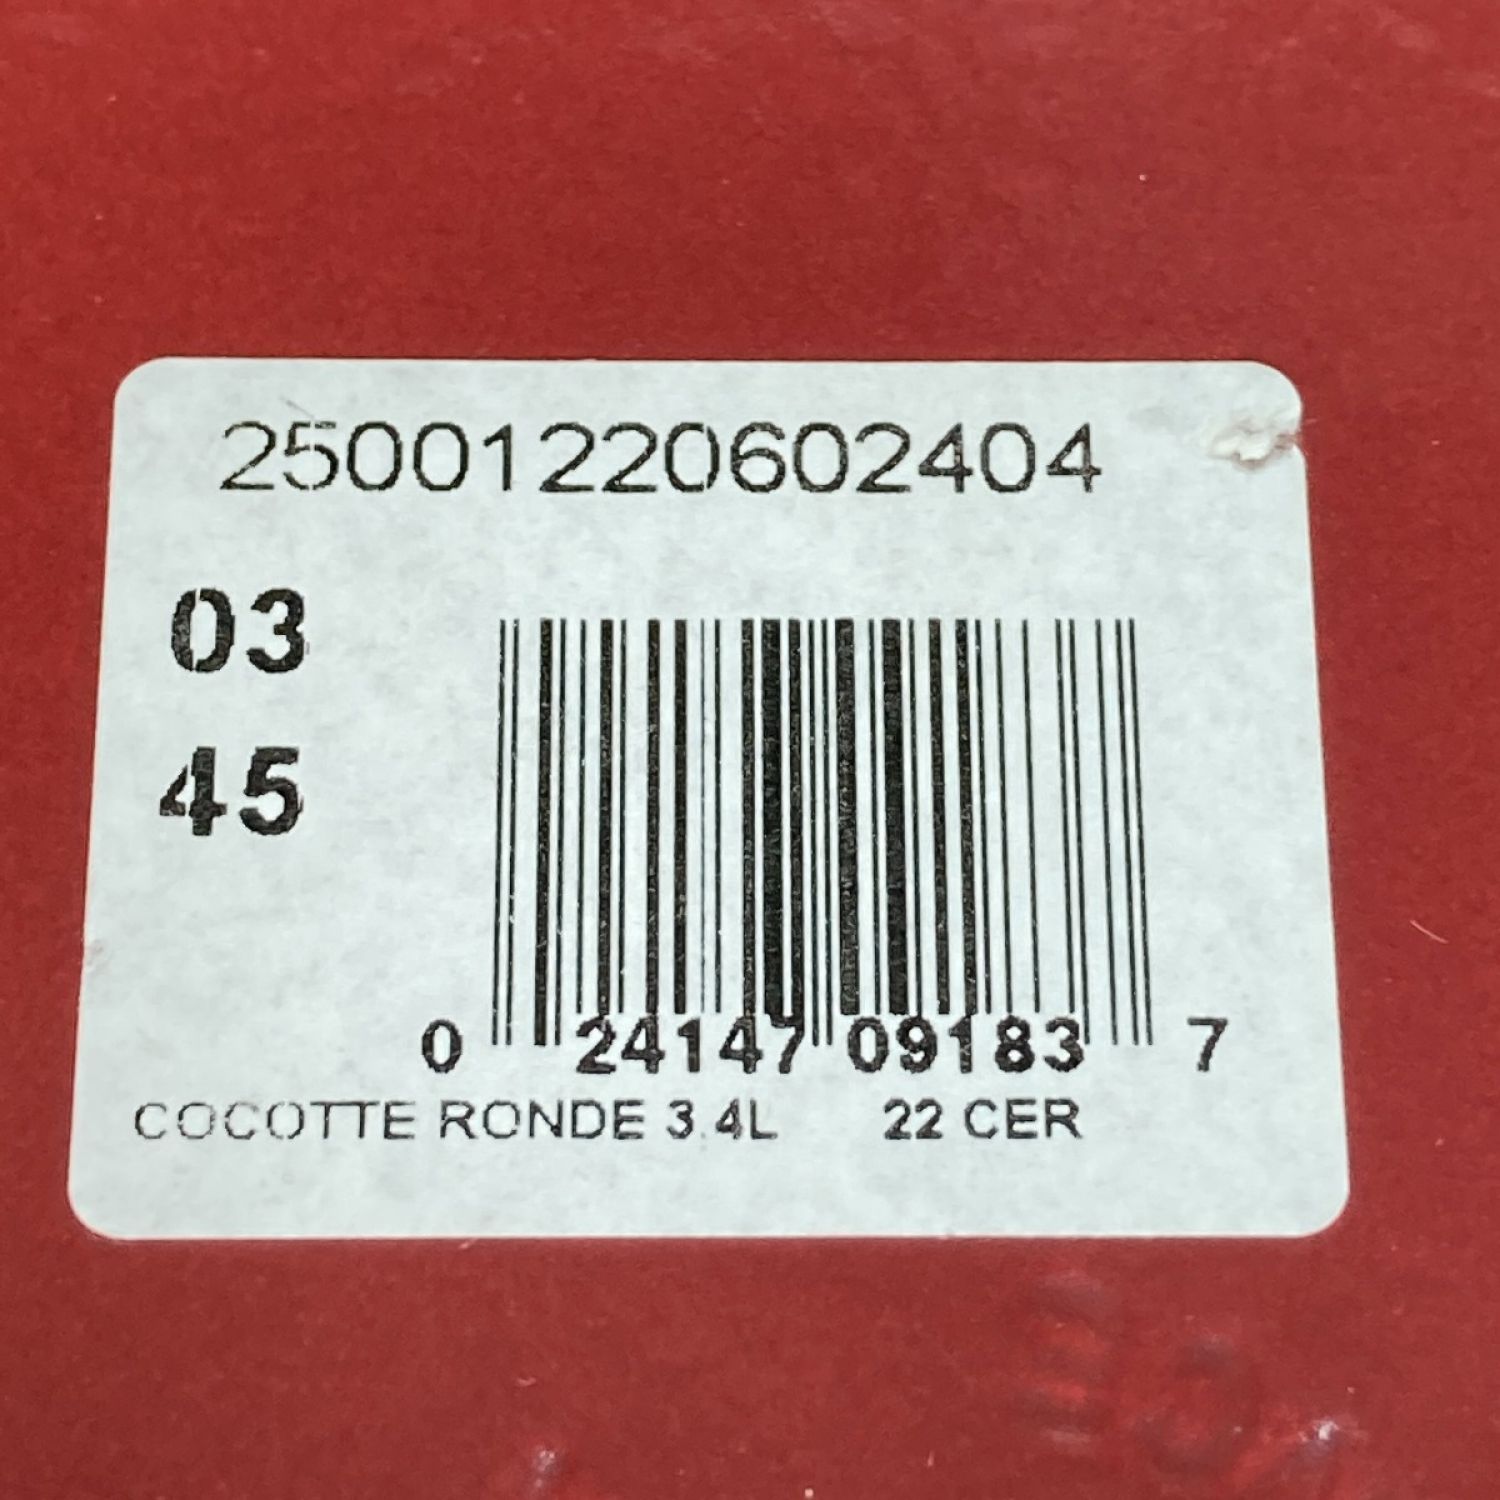 25001220602404
03
45
0 24147 09183 7
COCOTTE RONDE 3.4L 22 CER